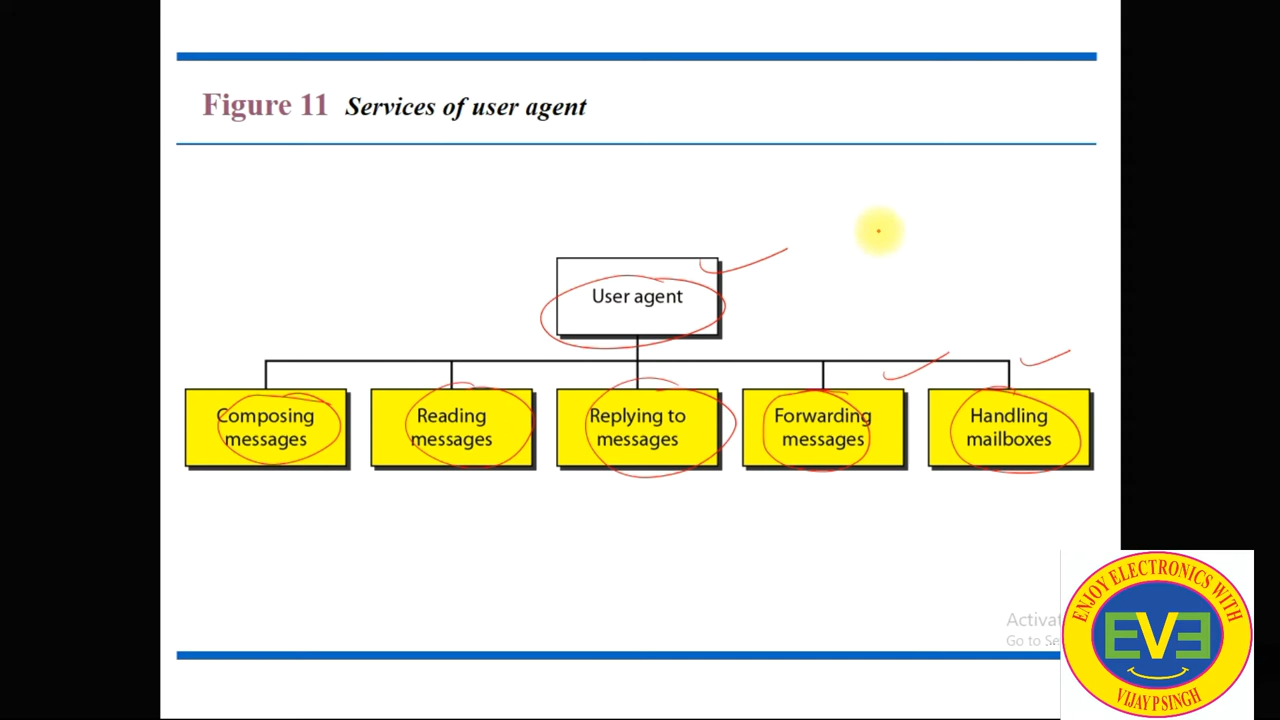 Figure 11 Services of user agent
User agent
Composing
messages
Reading
messages
Replying to
messages
Forwarding
messages
Handling
mailboxes
ENJOY ELECTRONICS WITH
EVE
VIJAY P SINGH